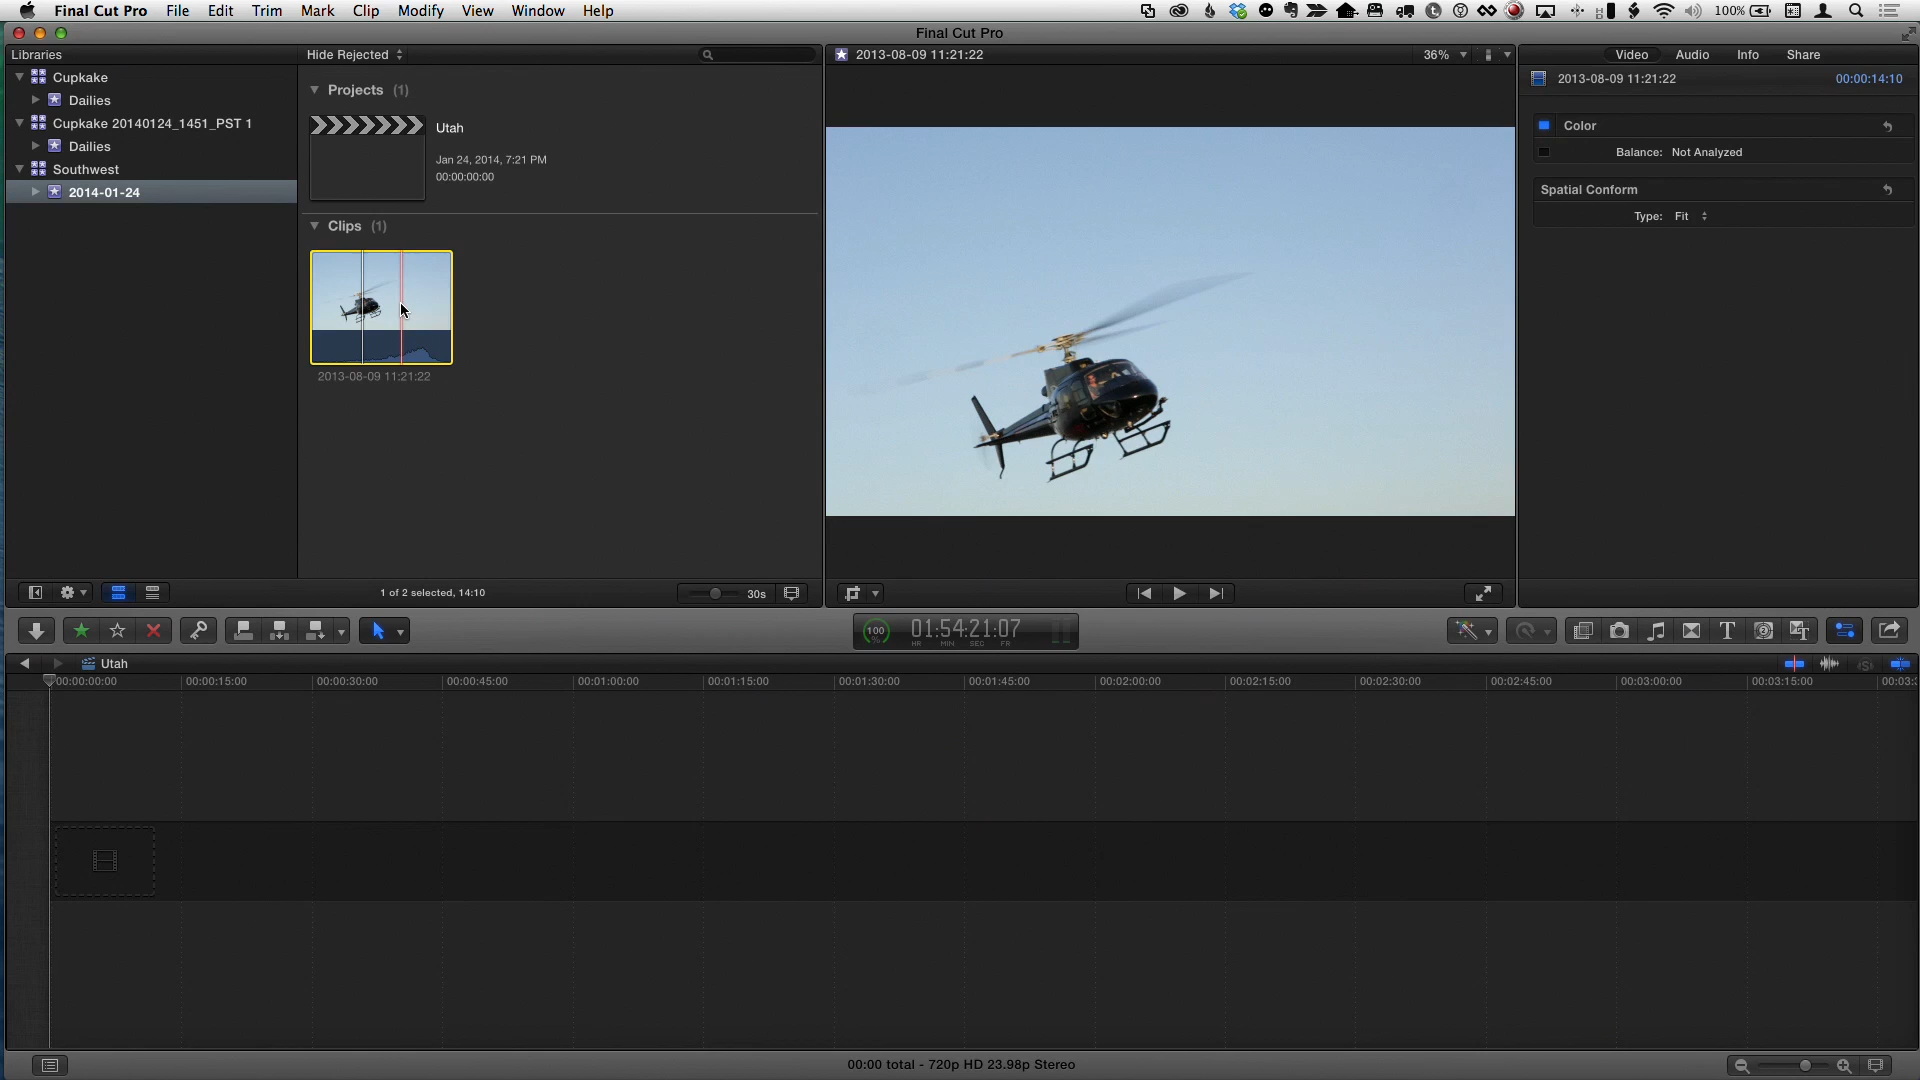 Final Cut Pro File Edit Trim Mark Clip Modify View Window Help 100%
Final Cut Pro
Libraries
Hide Rejected
2013-08-09 11:21:22
36%
Video Audio Info Share
Cupkake
Dailies
Cupkake 20140124_1451_PST 1
Dailies
Southwest
2014-01-24
Projects (1)
Utah
Jan 24, 2014, 7:21 PM
00:00:00:00
Clips (1)
2013-08-09 11:21:22
2013-08-09 11:21:22 00:00:14:10
Color
Balance: Not Analyzed
Spatial Conform
Type: Fit
1 of 2 selected, 14:10
30s
100 %
01:54:21:07
HR MIN SEC FR
Utah
00:00:00:00 00:00:15:00 00:00:30:00 00:00:45:00 00:01:00:00 00:01:15:00 00:01:30:00 00:01:45:00 00:02:00:00 00:02:15:00 00:02:30:00 00:02:45:00 00:03:00:00 00:03:15:00
00:00 total - 720p HD 23.98p Stereo